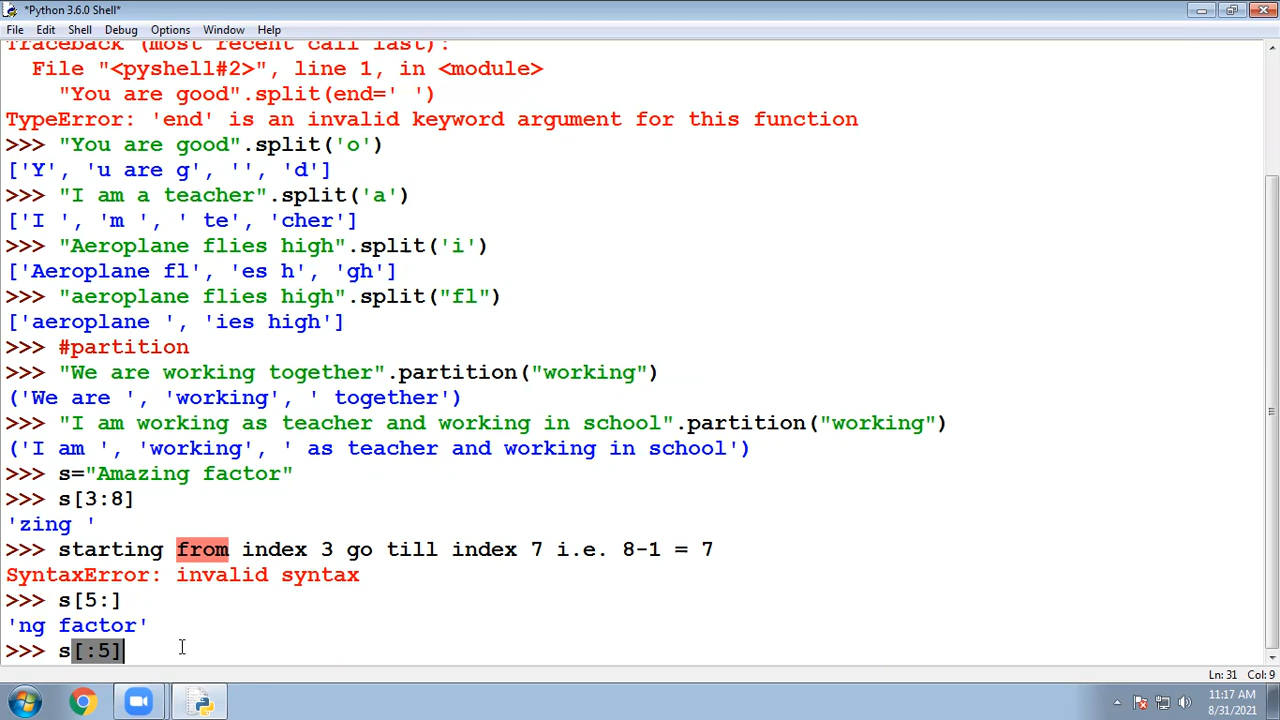 *Python 3.6.0 Shell*
File Edit Shell Debug Options Window Help
Traceback (most recent call last):
  File "<pyshell#2>", line 1, in <module>
    "You are good".split(end=' ')
TypeError: 'end' is an invalid keyword argument for this function
>>> "You are good".split('o')
['Y', 'u are g', '', 'd']
>>> "I am a teacher".split('a')
['I ', 'm ', ' te', 'cher']
>>> "Aeroplane flies high".split('i')
['Aeroplane fl', 'es h', 'gh']
>>> "aeroplane flies high".split("fl")
['aeroplane ', 'ies high']
>>> #partition
>>> "We are working together".partition("working")
('We are ', 'working', ' together')
>>> "I am working as teacher and working in school".partition("working")
('I am ', 'working', ' as teacher and working in school')
>>> s="Amazing factor"
>>> s[3:8]
'zing '
>>> starting from index 3 go till index 7 i.e. 8-1 = 7
SyntaxError: invalid syntax
>>> s[5:]
'ng factor'
>>> s[:5]
Ln: 31 Col: 9
11:17 AM
8/31/2021